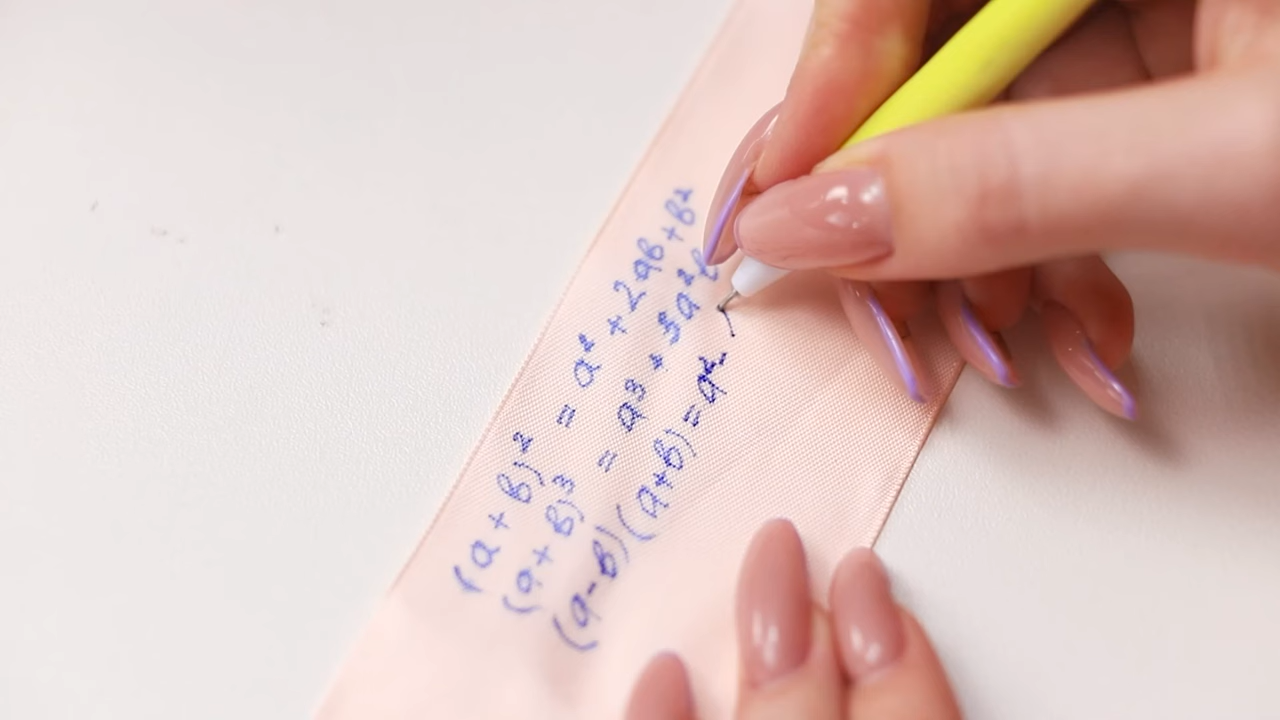 (a + b)² = a² + 2ab + b²
(a + b)³ = a³ + 3a²b
(a-b)(a+b) = a²-